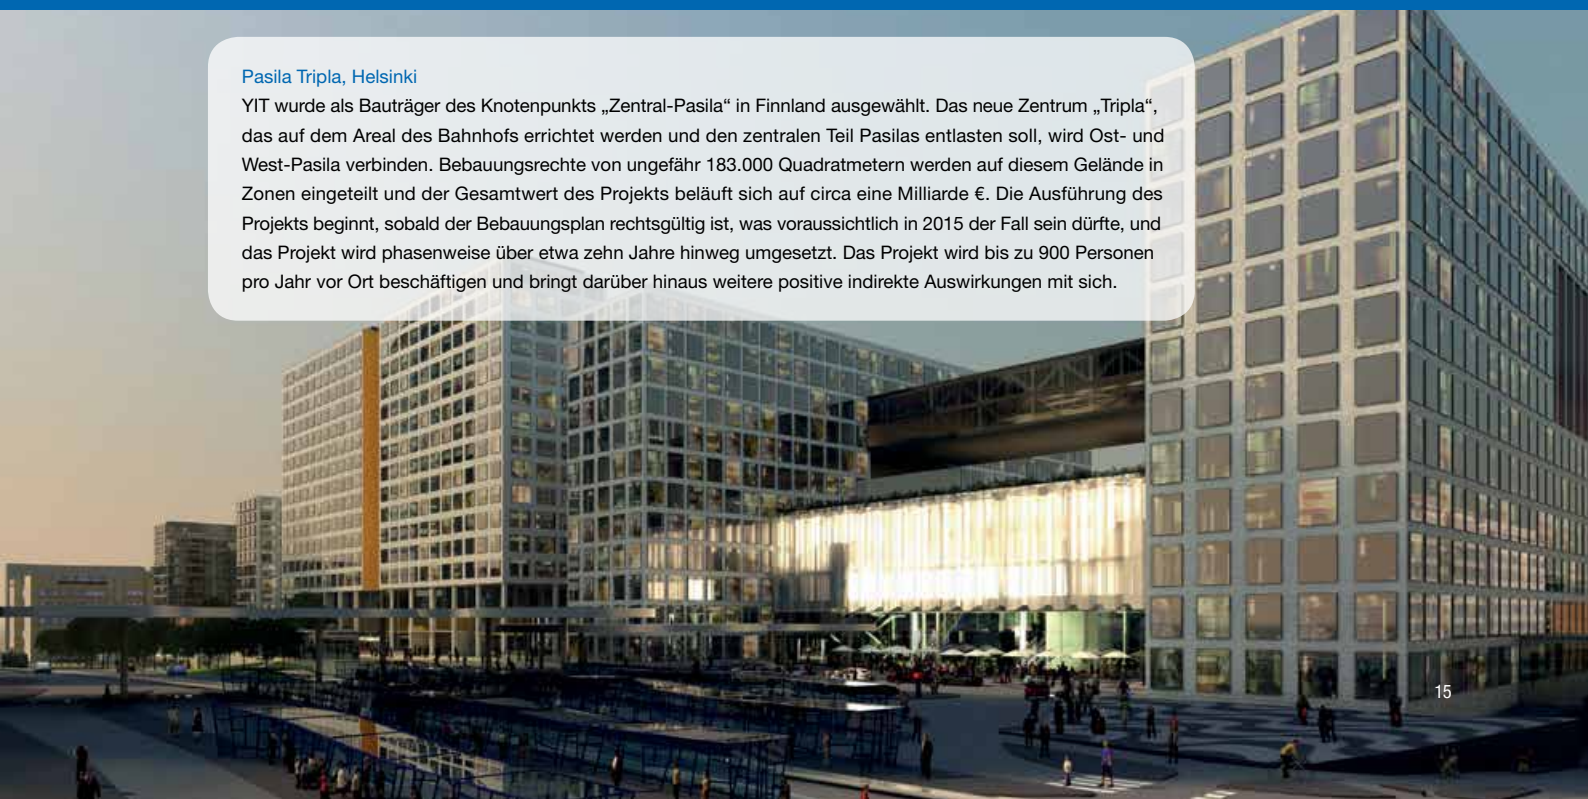 Pasila Tripla, Helsinki
YIT wurde als Bauträger des Knotenpunkts „Zentral-Pasila“ in Finnland ausgewählt. Das neue Zentrum „Tripla“,
das auf dem Areal des Bahnhofs errichtet werden und den zentralen Teil Pasilas entlasten soll, wird Ost- und
West-Pasila verbinden. Bebauungsrechte von ungefähr 183.000 Quadratmetern werden auf diesem Gelände in
Zonen eingeteilt und der Gesamtwert des Projekts beläuft sich auf circa eine Milliarde €. Die Ausführung des
Projekts beginnt, sobald der Bebauungsplan rechtsgültig ist, was voraussichtlich in 2015 der Fall sein dürfte, und
das Projekt wird phasenweise über etwa zehn Jahre hinweg umgesetzt. Das Projekt wird bis zu 900 Personen
pro Jahr vor Ort beschäftigen und bringt darüber hinaus weitere positive indirekte Auswirkungen mit sich.
15